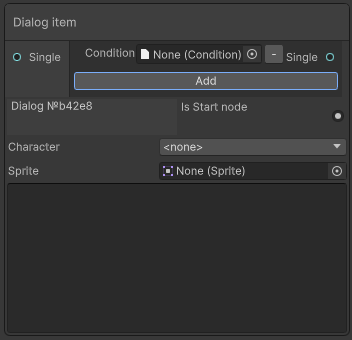 Dialog item
Single
Condition
None (Condition)
-
Single
Add
Dialog №b42e8
Is Start node
Character
<none>
Sprite
None (Sprite)